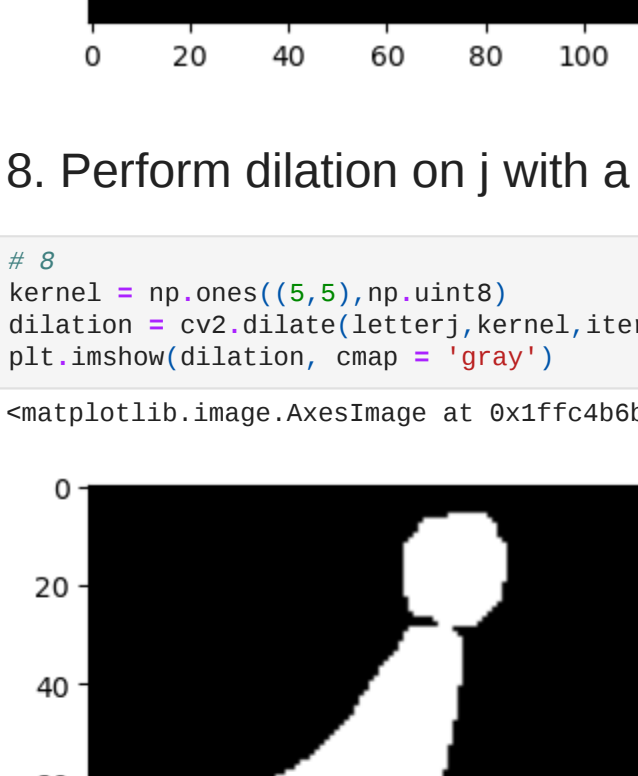 0 20 40 60 80 100
8. Perform dilation on j with a
# 8
kernel = np.ones((5,5),np.uint8)
dilation = cv2.dilate(letterj,kernel,iter
plt.imshow(dilation, cmap = 'gray')
<matplotlib.image.AxesImage at 0x1ffc4b6b
0
20
40